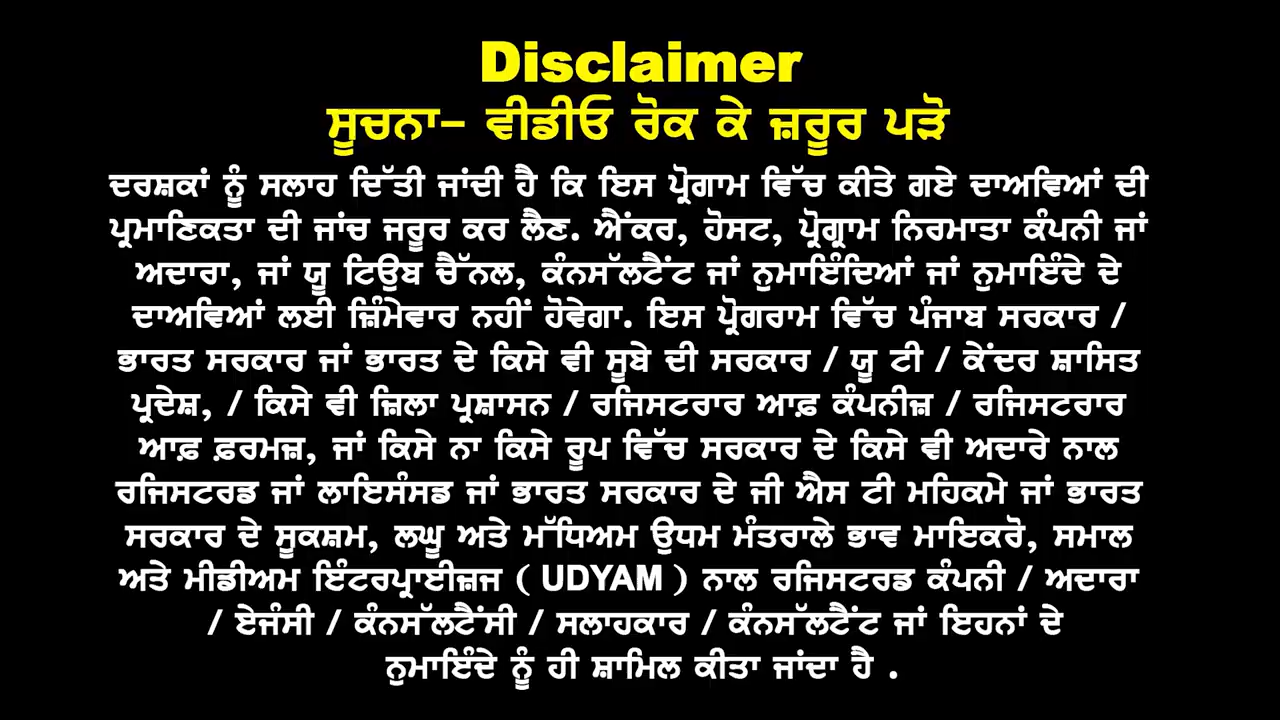 Disclaimer
ਸੂਚਨਾ- ਵੀਡੀਓ ਰੋਕ ਕੇ ਜ਼ਰੂਰ ਪੜੋ
ਦਰਸ਼ਕਾਂ ਨੂੰ ਸਲਾਹ ਦਿੱਤੀ ਜਾਂਦੀ ਹੈ ਕਿ ਇਸ ਪ੍ਰੋਗਾਮ ਵਿੱਚ ਕੀਤੇ ਗਏ ਦਾਅਵਿਆਂ ਦੀ
ਪ੍ਰਮਾਣਿਕਤਾ ਦੀ ਜਾਂਚ ਜਰੂਰ ਕਰ ਲੈਣ. ਐਂਕਰ, ਹੋਸਟ, ਪ੍ਰੋਗ੍ਰਾਮ ਨਿਰਮਾਤਾ ਕੰਪਨੀ ਜਾਂ
ਅਦਾਰਾ, ਜਾਂ ਯੂ ਟਿਊਬ ਚੈੱਨਲ, ਕੰਨਸੱਲਟੈਂਟ ਜਾਂ ਨੁਮਾਇੰਦਿਆਂ ਜਾਂ ਨੁਮਾਇੰਦੇ ਦੇ
ਦਾਅਵਿਆਂ ਲਈ ਜ਼ਿੰਮੇਵਾਰ ਨਹੀਂ ਹੋਵੇਗਾ. ਇਸ ਪ੍ਰੋਗਰਾਮ ਵਿੱਚ ਪੰਜਾਬ ਸਰਕਾਰ /
ਭਾਰਤ ਸਰਕਾਰ ਜਾਂ ਭਾਰਤ ਦੇ ਕਿਸੇ ਵੀ ਸੂਬੇ ਦੀ ਸਰਕਾਰ / ਯੂ ਟੀ / ਕੇਂਦਰ ਸ਼ਾਸਿਤ
ਪ੍ਰਦੇਸ਼, / ਕਿਸੇ ਵੀ ਜ਼ਿਲਾ ਪ੍ਰਸ਼ਾਸਨ / ਰਜਿਸਟਰਾਰ ਆਫ਼ ਕੰਪਨੀਜ਼ / ਰਜਿਸਟਰਾਰ
ਆਫ਼ ਫ਼ਰਮਜ਼, ਜਾਂ ਕਿਸੇ ਨਾ ਕਿਸੇ ਰੂਪ ਵਿੱਚ ਸਰਕਾਰ ਦੇ ਕਿਸੇ ਵੀ ਅਦਾਰੇ ਨਾਲ
ਰਜਿਸਟਰਡ ਜਾਂ ਲਾਇਸੰਸਡ ਜਾਂ ਭਾਰਤ ਸਰਕਾਰ ਦੇ ਜੀ ਐਸ ਟੀ ਮਹਿਕਮੇ ਜਾਂ ਭਾਰਤ
ਸਰਕਾਰ ਦੇ ਸੂਕਸ਼ਮ, ਲਘੂ ਅਤੇ ਮੱਧਿਅਮ ਉਧਮ ਮੰਤਰਾਲੇ ਭਾਵ ਮਾਇਕਰੋ, ਸਮਾਲ
ਅਤੇ ਮੀਡੀਅਮ ਇੰਟਰਪ੍ਰਾਈਜ਼ਜ ( UDYAM ) ਨਾਲ ਰਜਿਸਟਰਡ ਕੰਪਨੀ / ਅਦਾਰਾ
/ ਏਜੰਸੀ / ਕੰਨਸੱਲਟੈਂਸੀ / ਸਲਾਹਕਾਰ / ਕੰਨਸੱਲਟੈਂਟ ਜਾਂ ਇਹਨਾਂ ਦੇ
ਨੁਮਾਇੰਦੇ ਨੂੰ ਹੀ ਸ਼ਾਮਿਲ ਕੀਤਾ ਜਾਂਦਾ ਹੈ .